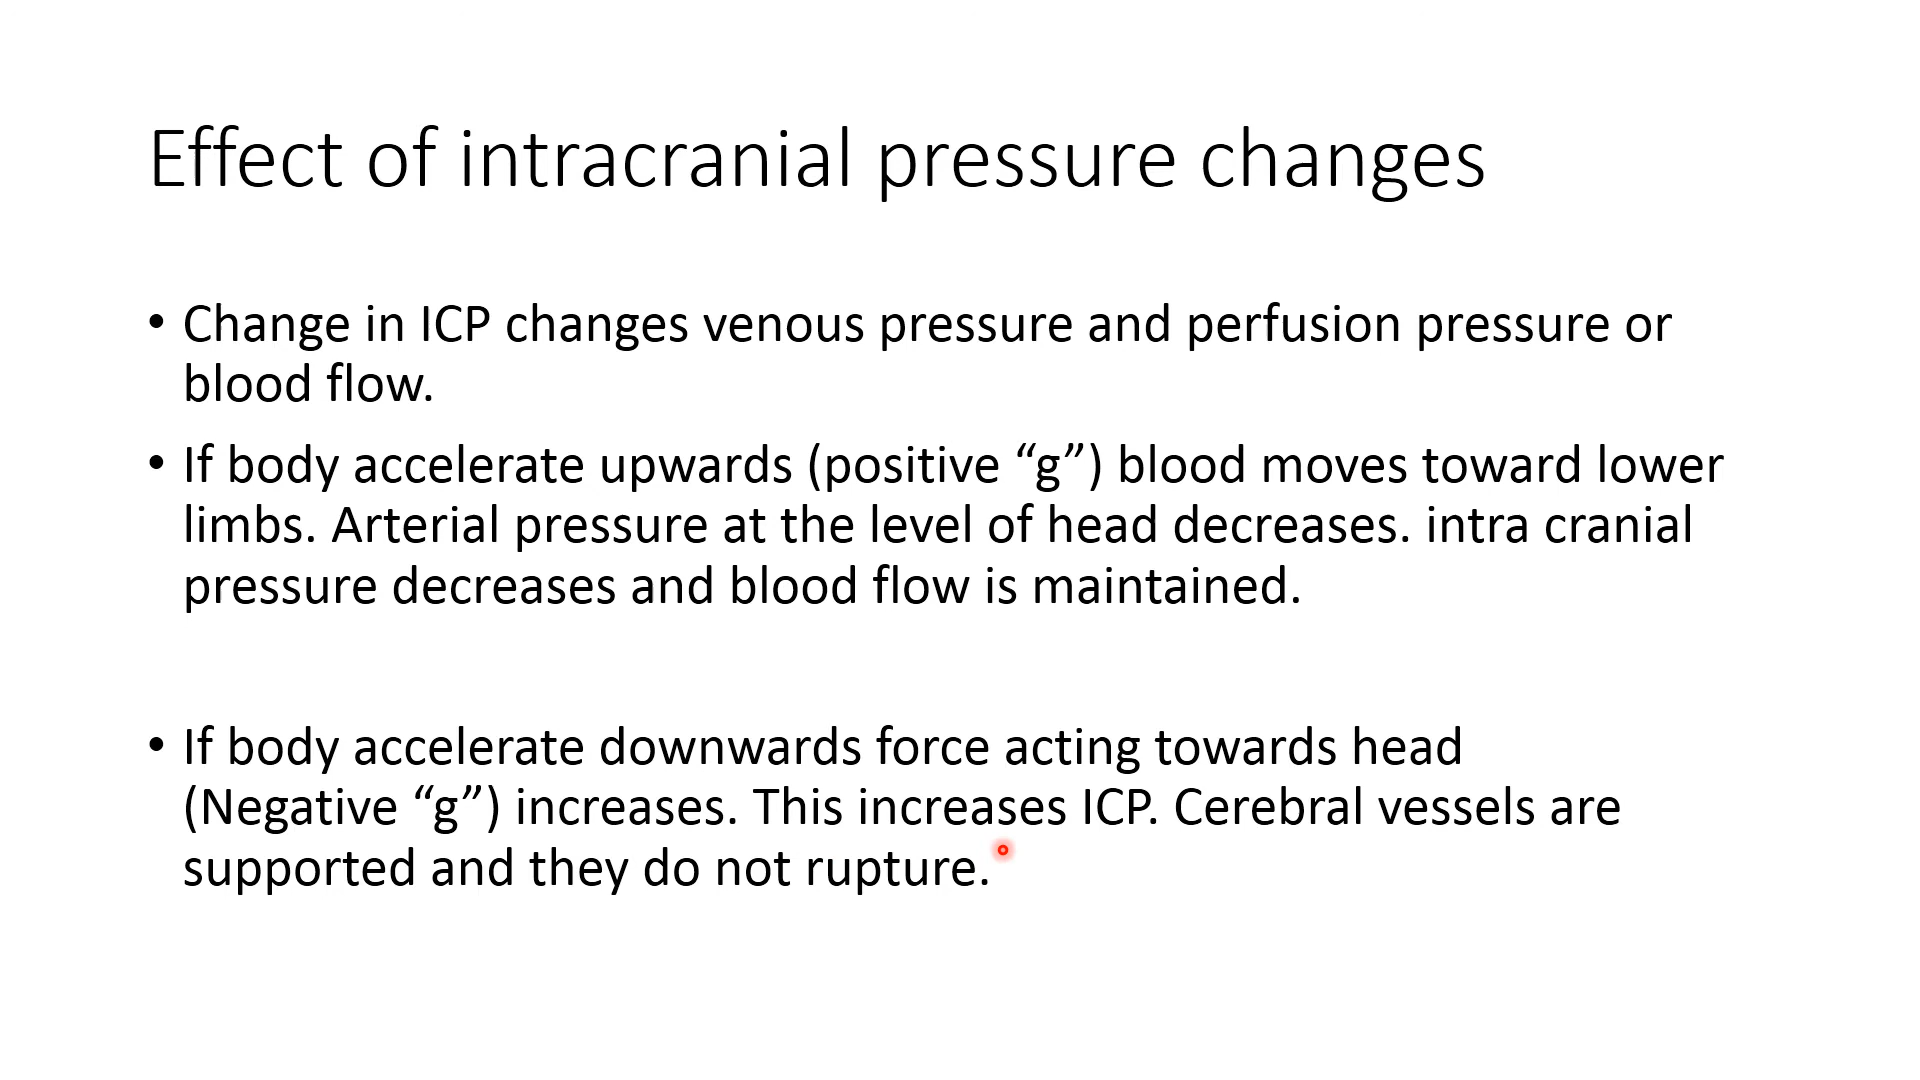 Effect of intracranial pressure changes
• Change in ICP changes venous pressure and perfusion pressure or
blood flow.
• If body accelerate upwards (positive “g”) blood moves toward lower
limbs. Arterial pressure at the level of head decreases. intra cranial
pressure decreases and blood flow is maintained.
• If body accelerate downwards force acting towards head
(Negative “g”) increases. This increases ICP. Cerebral vessels are
supported and they do not rupture.